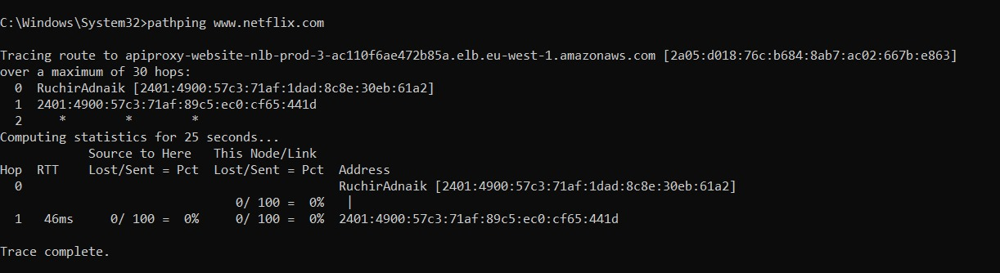 C:\Windows\System32>pathping www.netflix.com
Tracing route to apiproxy-website-nlb-prod-3-ac110f6ae472b85a.elb.eu-west-1.amazonaws.com [2a05:d018:76c:b684:8ab7:ac02:667b:e863]
over a maximum of 30 hops:
  0  RuchirAdnaik [2401:4900:57c3:71af:1dad:8c8e:30eb:61a2]
  1  2401:4900:57c3:71af:89c5:ec0:cf65:441d
  2     *        *        *
Computing statistics for 25 seconds...
            Source to Here   This Node/Link
Hop  RTT    Lost/Sent = Pct  Lost/Sent = Pct  Address
  0                                           RuchirAdnaik [2401:4900:57c3:71af:1dad:8c8e:30eb:61a2]
                                0/ 100 =  0%   |
  1   46ms     0/ 100 =  0%     0/ 100 =  0%  2401:4900:57c3:71af:89c5:ec0:cf65:441d
Trace complete.